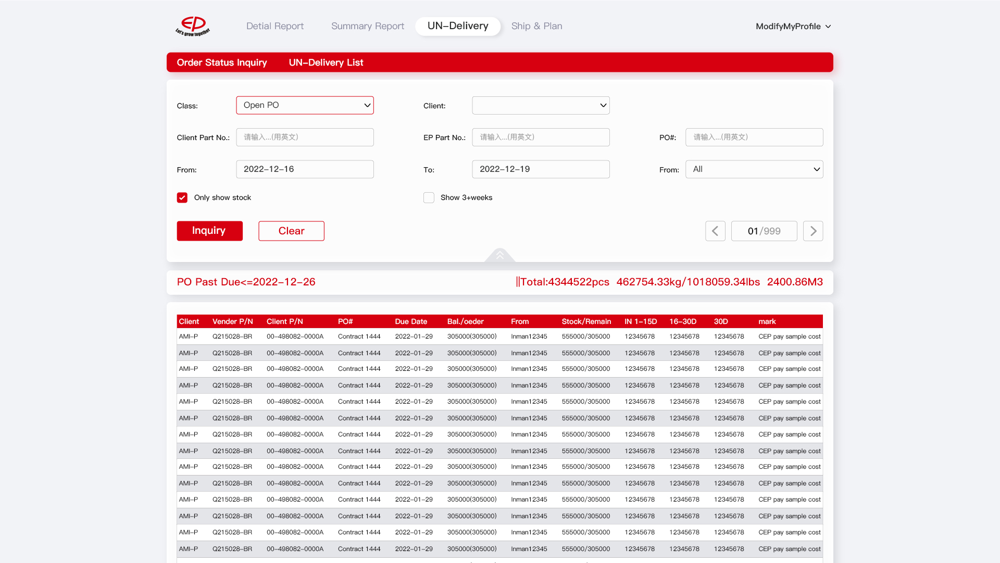 EP
Let's grow together
Detial Report Summary Report UN-Delivery Ship & Plan ModifyMyProfile
Order Status Inquiry UN-Delivery List
Class: Open PO Client:
Client Part No.: 请输入...(用英文) EP Part No.: 请输入...(用英文) PO#: 请输入...(用英文)
From: 2022-12-16 To: 2022-12-19 From: All
Only show stock Show 3+weeks
Inquiry Clear 01/999
PO Past Due<=2022-12-26 ||Total:4344522pcs 462754.33kg/1018059.34lbs 2400.86M3
Client Vender P/N Client P/N PO# Due Date Bal./oeder From Stock/Remain IN 1-15D 16-30D 30D mark
AMI-P Q215028-BR 00-498082-0000A Contract 1444 2022-01-29 305000(305000) Inman12345 555000/305000 12345678 12345678 12345678 CEP pay sample cost
AMI-P Q215028-BR 00-498082-0000A Contract 1444 2022-01-29 305000(305000) Inman12345 555000/305000 12345678 12345678 12345678 CEP pay sample cost
AMI-P Q215028-BR 00-498082-0000A Contract 1444 2022-01-29 305000(305000) Inman12345 555000/305000 12345678 12345678 12345678 CEP pay sample cost
AMI-P Q215028-BR 00-498082-0000A Contract 1444 2022-01-29 305000(305000) Inman12345 555000/305000 12345678 12345678 12345678 CEP pay sample cost
AMI-P Q215028-BR 00-498082-0000A Contract 1444 2022-01-29 305000(305000) Inman12345 555000/305000 12345678 12345678 12345678 CEP pay sample cost
AMI-P Q215028-BR 00-498082-0000A Contract 1444 2022-01-29 305000(305000) Inman12345 555000/305000 12345678 12345678 12345678 CEP pay sample cost
AMI-P Q215028-BR 00-498082-0000A Contract 1444 2022-01-29 305000(305000) Inman12345 555000/305000 12345678 12345678 12345678 CEP pay sample cost
AMI-P Q215028-BR 00-498082-0000A Contract 1444 2022-01-29 305000(305000) Inman12345 555000/305000 12345678 12345678 12345678 CEP pay sample cost
AMI-P Q215028-BR 00-498082-0000A Contract 1444 2022-01-29 305000(305000) Inman12345 555000/305000 12345678 12345678 12345678 CEP pay sample cost
AMI-P Q215028-BR 00-498082-0000A Contract 1444 2022-01-29 305000(305000) Inman12345 555000/305000 12345678 12345678 12345678 CEP pay sample cost
AMI-P Q215028-BR 00-498082-0000A Contract 1444 2022-01-29 305000(305000) Inman12345 555000/305000 12345678 12345678 12345678 CEP pay sample cost
AMI-P Q215028-BR 00-498082-0000A Contract 1444 2022-01-29 305000(305000) Inman12345 555000/305000 12345678 12345678 12345678 CEP pay sample cost
AMI-P Q215028-BR 00-498082-0000A Contract 1444 2022-01-29 305000(305000) Inman12345 555000/305000 12345678 12345678 12345678 CEP pay sample cost
AMI-P Q215028-BR 00-498082-0000A Contract 1444 2022-01-29 305000(305000) Inman12345 555000/305000 12345678 12345678 12345678 CEP pay sample cost